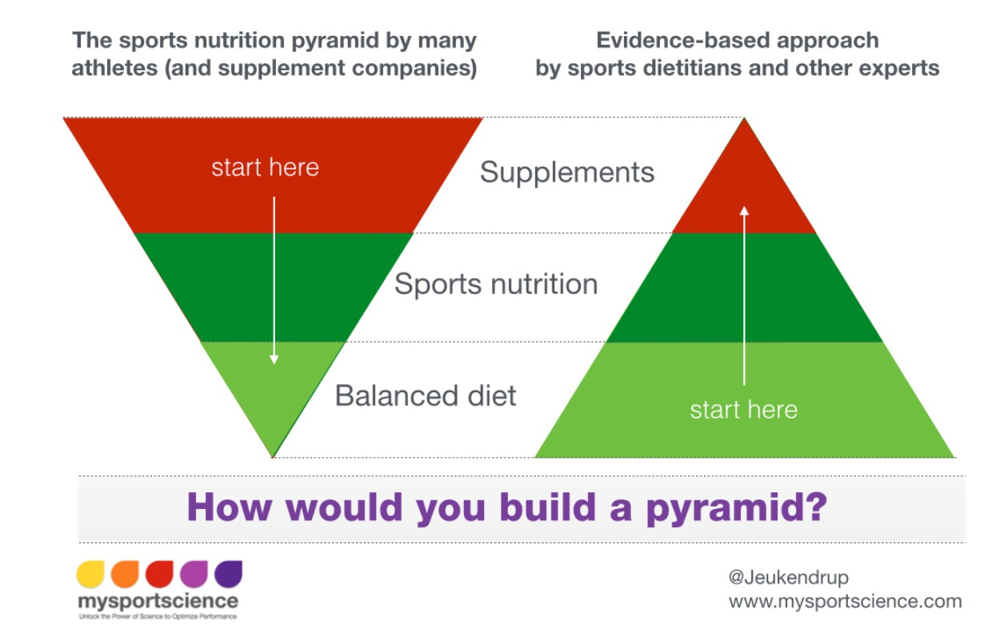 The sports nutrition pyramid by many
athletes (and supplement companies)
Evidence-based approach
by sports dietitians and other experts
start here
Supplements
Sports nutrition
Balanced diet
start here
How would you build a pyramid?
mysportscience
Unlock the Power of Science to Optimize Performance
@Jeukendrup
www.mysportscience.com